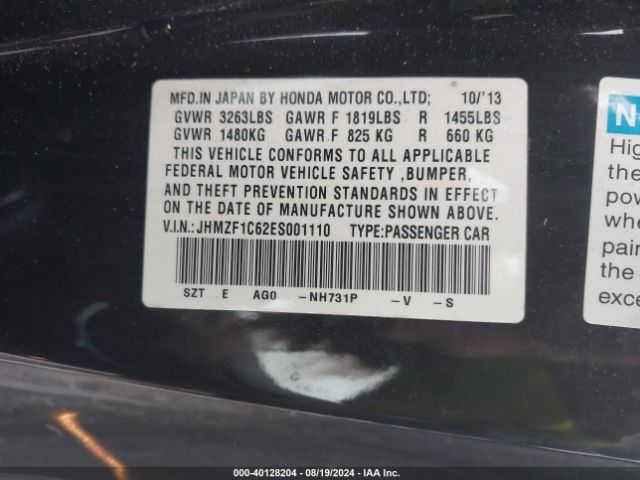 MFD.IN JAPAN BY HONDA MOTOR CO.,LTD; 10/'13
GVWR 3263LBS GAWR F 1819LBS R 1455LBS
GVWR 1480KG GAWR F 825 KG R 660 KG
THIS VEHICLE CONFORMS TO ALL APPLICABLE
FEDERAL MOTOR VEHICLE SAFETY ,BUMPER,
AND THEFT PREVENTION STANDARDS IN EFFECT
ON THE DATE OF MANUFACTURE SHOWN ABOVE.
V.I.N.:JHMZF1C62ES001110 TYPE:PASSENGER CAR
SZT E AG0 -NH731P -V -S
Hig
the
pow
whe
pain
the
exce
000-40128204 - 08/19/2024 - IAA Inc.